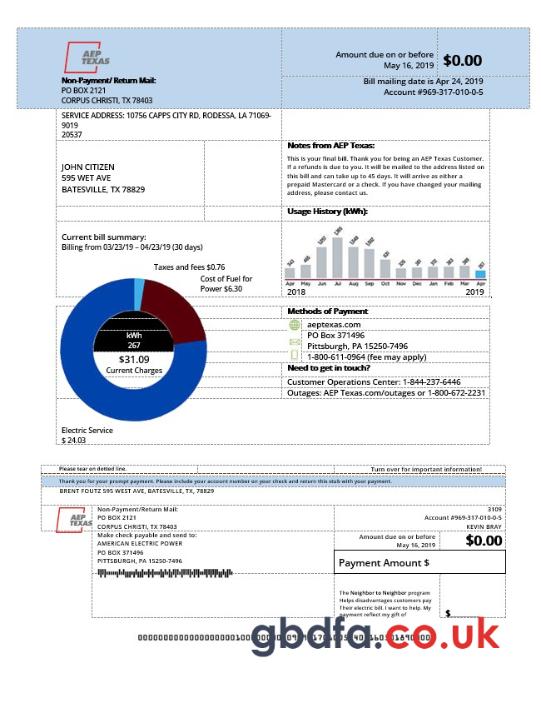 AEP
TEXAS
Non-Payment/ Return Mail:
PO BOX 2121
CORPUS CHRISTI, TX 78403
Amount due on or before
May 16, 2019
$0.00
Bill mailing date is Apr 24, 2019
Account #969-317-010-0-5
SERVICE ADDRESS: 10756 CAPPS CITY RD, RODESSA, LA 71069-
9019
20537
JOHN CITIZEN
595 WET AVE
BATESVILLE, TX 78829
Notes from AEP Texas:
This is your final bill. Thank you for being an AEP Texas Customer.
If a refund is due to you. It will be mailed to the address listed on
this bill and can take up to 45 days. It will arrive as either a
prepaid Mastercard or a check. If you have changed your mailing
address, please contact us.
Usage History (kWh):
Apr May Jun Jul Aug Sep Oct Nov Dec Jan Feb Mar Apr
2018 2019
Current bill summary:
Billing from 03/23/19 – 04/23/19 (30 days)
Taxes and fees $0.76
Cost of Fuel for
Power $6.30
kWh
267
$31.09
Current Charges
Electric Service
$ 24.03
Methods of Payment
aeptexas.com
PO Box 371496
Pittsburgh, PA 15250-7496
1-800-611-0964 (fee may apply)
Need to get in touch?
Customer Operations Center: 1-844-237-6446
Outages: AEP Texas.com/outages or 1-800-672-2231
Please tear on dotted line.
Turn over for important information!
Thank you for your prompt payment. Please include your account number on your check and return this stub with your payment.
BRENT FOUTZ 595 WEST AVE, BATESVILLE, TX, 78829
AEP
TEXAS
Non-Payment/Return Mail:
PO BOX 2121
CORPUS CHRISTI, TX 78403
Make check payable and send to:
AMERICAN ELECTRIC POWER
PO BOX 371496
PITTSBURGH, PA 15250-7496
3109
Account #969-317-010-0-5
KEVIN BRAY
Amount due on or before
May 16, 2019
$0.00
Payment Amount $
The Neighbor to Neighbor program
Helps disadvantages customers pay
Their electric bill. I want to help. My
payment reflect my gift of
$
gbdfa.co.uk